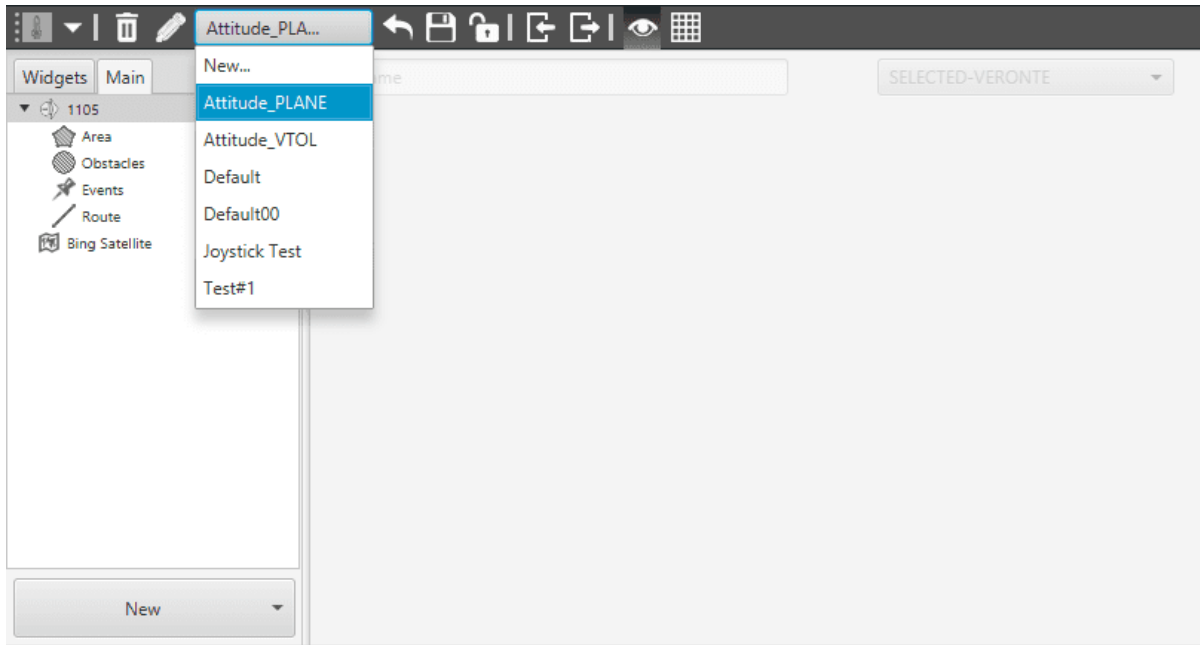 Attitude_PLA...
Widgets Main
New...
ame
SELECTED-VERONTE
1105
Attitude_PLANE
Area
Attitude_VTOL
Obstacles
Default
Events
Route
Default00
Bing Satellite
Joystick Test
Test#1
New